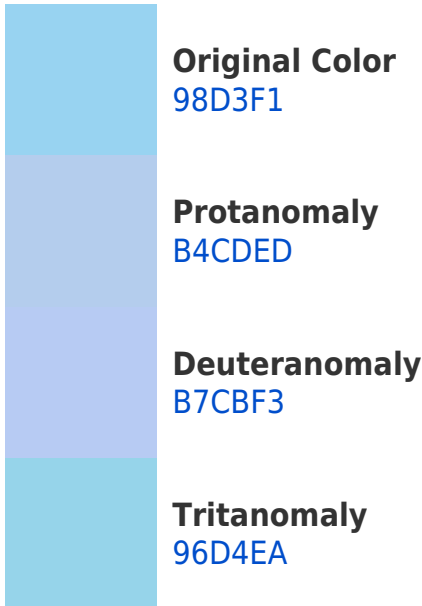 Original Color
98D3F1
Protanomaly
B4CDED
Deuteranomaly
B7CBF3
Tritanomaly
96D4EA